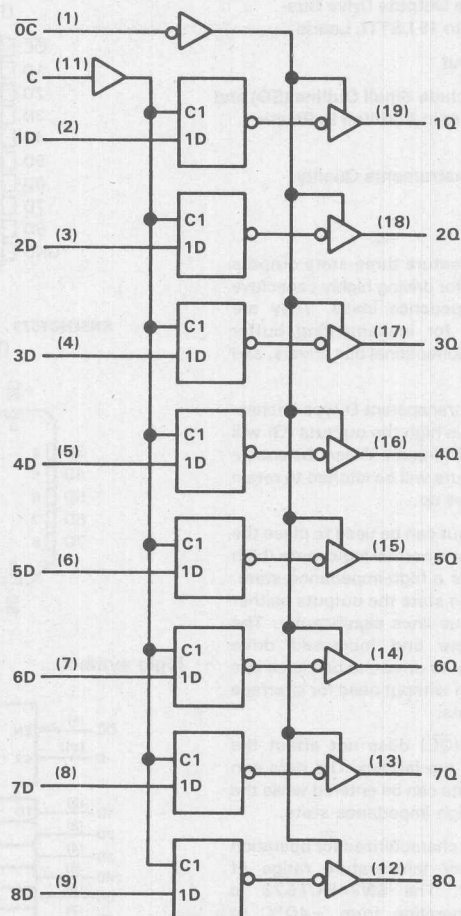 O̅C̅ (1)
C (11)
C1
1D (2) 1D (19) 1Q
C1
2D (3) 1D (18) 2Q
C1
3D (4) 1D (17) 3Q
C1
4D (5) 1D (16) 4Q
C1
5D (6) 1D (15) 5Q
C1
6D (7) 1D (14) 6Q
C1
7D (8) 1D (13) 7Q
C1
8D (9) 1D (12) 8Q